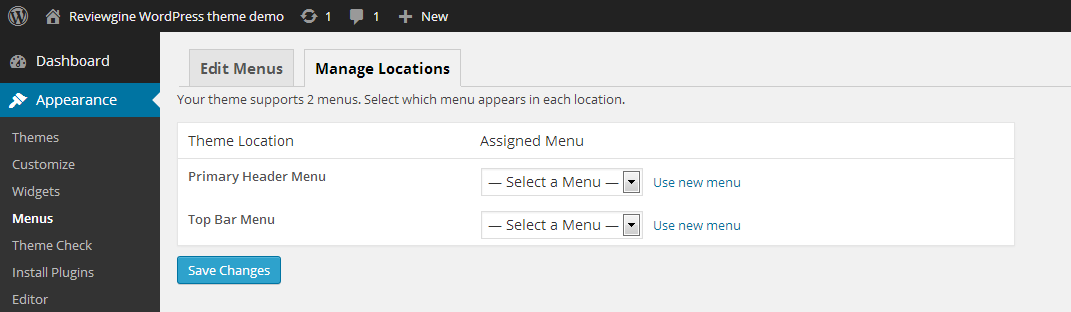 Reviewgine WordPress theme demo 1 1 New
Dashboard
Appearance
Themes
Customize
Widgets
Menus
Theme Check
Install Plugins
Editor
Edit Menus Manage Locations
Your theme supports 2 menus. Select which menu appears in each location.
Theme Location Assigned Menu
Primary Header Menu — Select a Menu — Use new menu
Top Bar Menu — Select a Menu — Use new menu
Save Changes